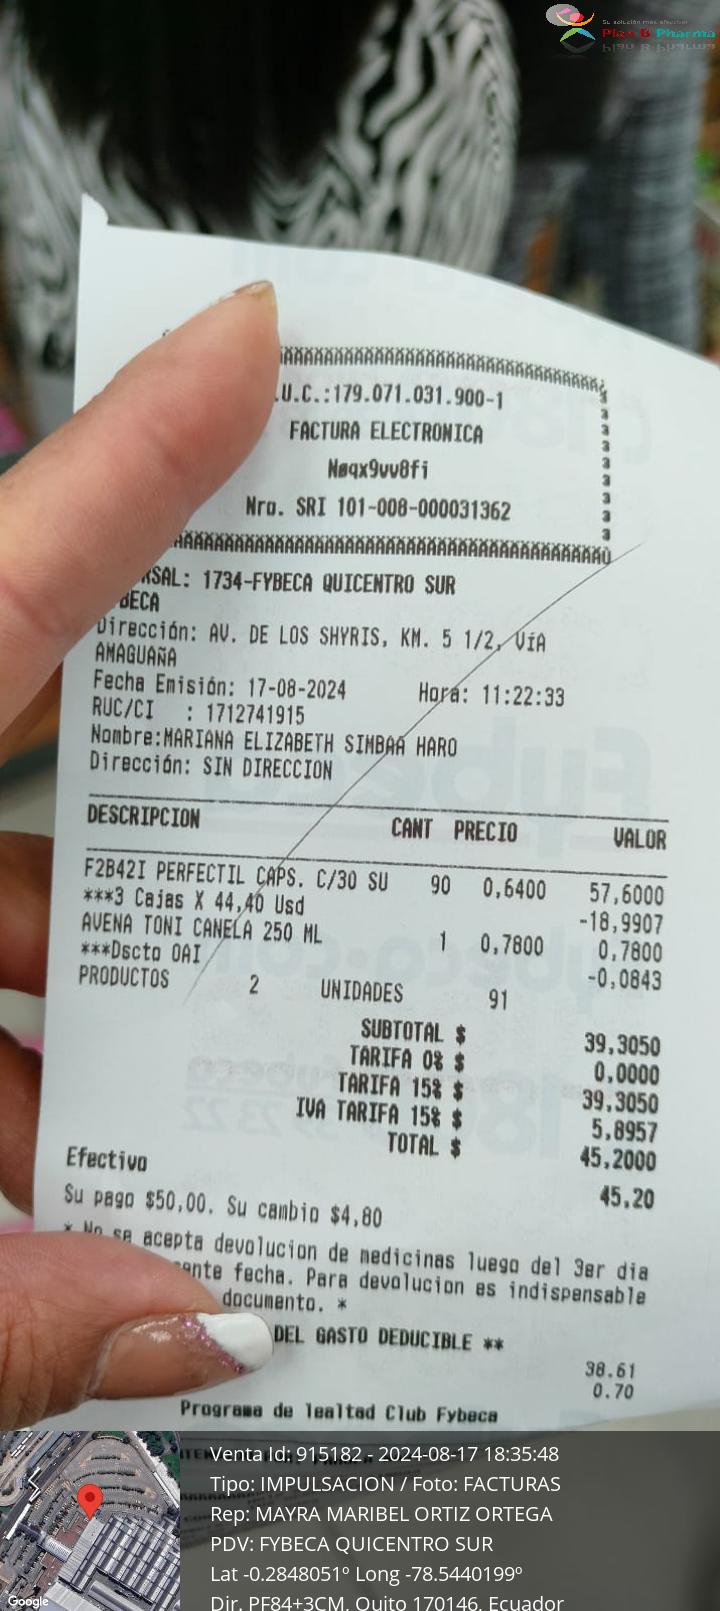 Su solución más efectiva
Plan B Pharma
.U.C.:179.071.031.900-1
FACTURA ELECTRONICA
Nøqx9vv8fi
Nro. SRI 101-008-000031362
RSAL: 1734-FYBECA QUICENTRO SUR
BECA
Dirección: AV. DE LOS SHYRIS, KM. 5 1/2, VíA
AMAGUAÑA
Fecha Emisión: 17-08-2024 Hora: 11:22:33
RUC/CI : 1712741915
Nombre:MARIANA ELIZABETH SIMBAÃ HARO
Dirección: SIN DIRECCION
DESCRIPCION CANT PRECIO VALOR
F2B42I PERFECTIL CAPS. C/30 SU 90 0,6400 57,6000
***3 Cajas X 44,40 Usd -18,9907
AVENA TONI CANELA 250 ML 1 0,7800 0,7800
***Dscto OAI -0,0843
PRODUCTOS 2 UNIDADES 91
SUBTOTAL $ 39,3050
TARIFA 0% $ 0,0000
TARIFA 15% $ 39,3050
IVA TARIFA 15% $ 5,8957
TOTAL $ 45,2000
Efectivo 45.20
Su pago $50,00. Su cambio $4,80
* No se acepta devolucion de medicinas luego del 3er dia
ente fecha. Para devolucion es indispensable
documento. *
DEL GASTO DEDUCIBLE **
38.61
0.70
Programa de lealtad Club Fybeca
Venta Id: 915182, 2024-08-17 18:35:48
Tipo: IMPULSACION / Foto: FACTURAS
Rep: MAYRA MARIBEL ORTIZ ORTEGA
PDV: FYBECA QUICENTRO SUR
Lat -0.2848051º Long -78.5440199º
Dir. PF84+3CM, Quito 170146, Ecuador
Google